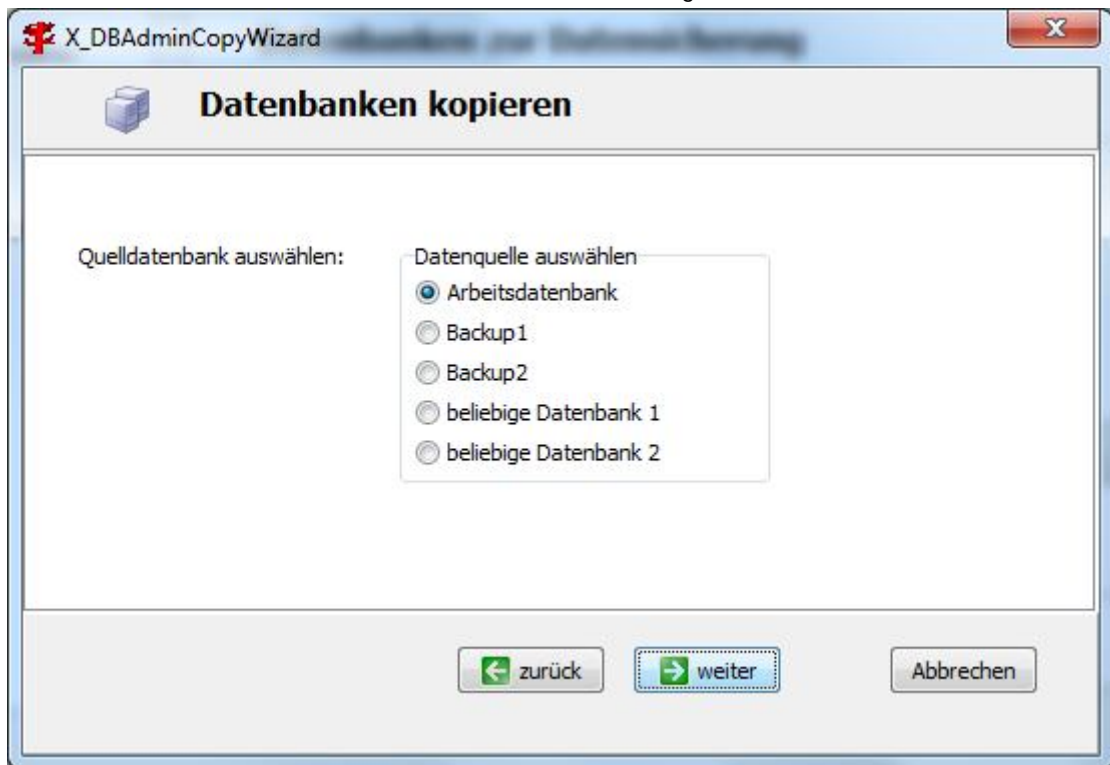 X_DBAdminCopyWizard
Datenbanken kopieren
Quelldatenbank auswählen:
Datenquelle auswählen
Arbeitsdatenbank
Backup1
Backup2
beliebige Datenbank 1
beliebige Datenbank 2
zurück
weiter
Abbrechen